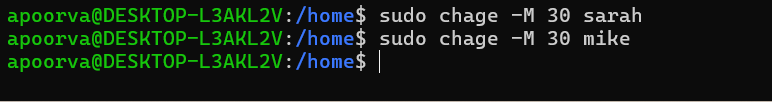 apoorva@DESKTOP-L3AKL2V:/home$ sudo chage -M 30 sarah
apoorva@DESKTOP-L3AKL2V:/home$ sudo chage -M 30 mike
apoorva@DESKTOP-L3AKL2V:/home$